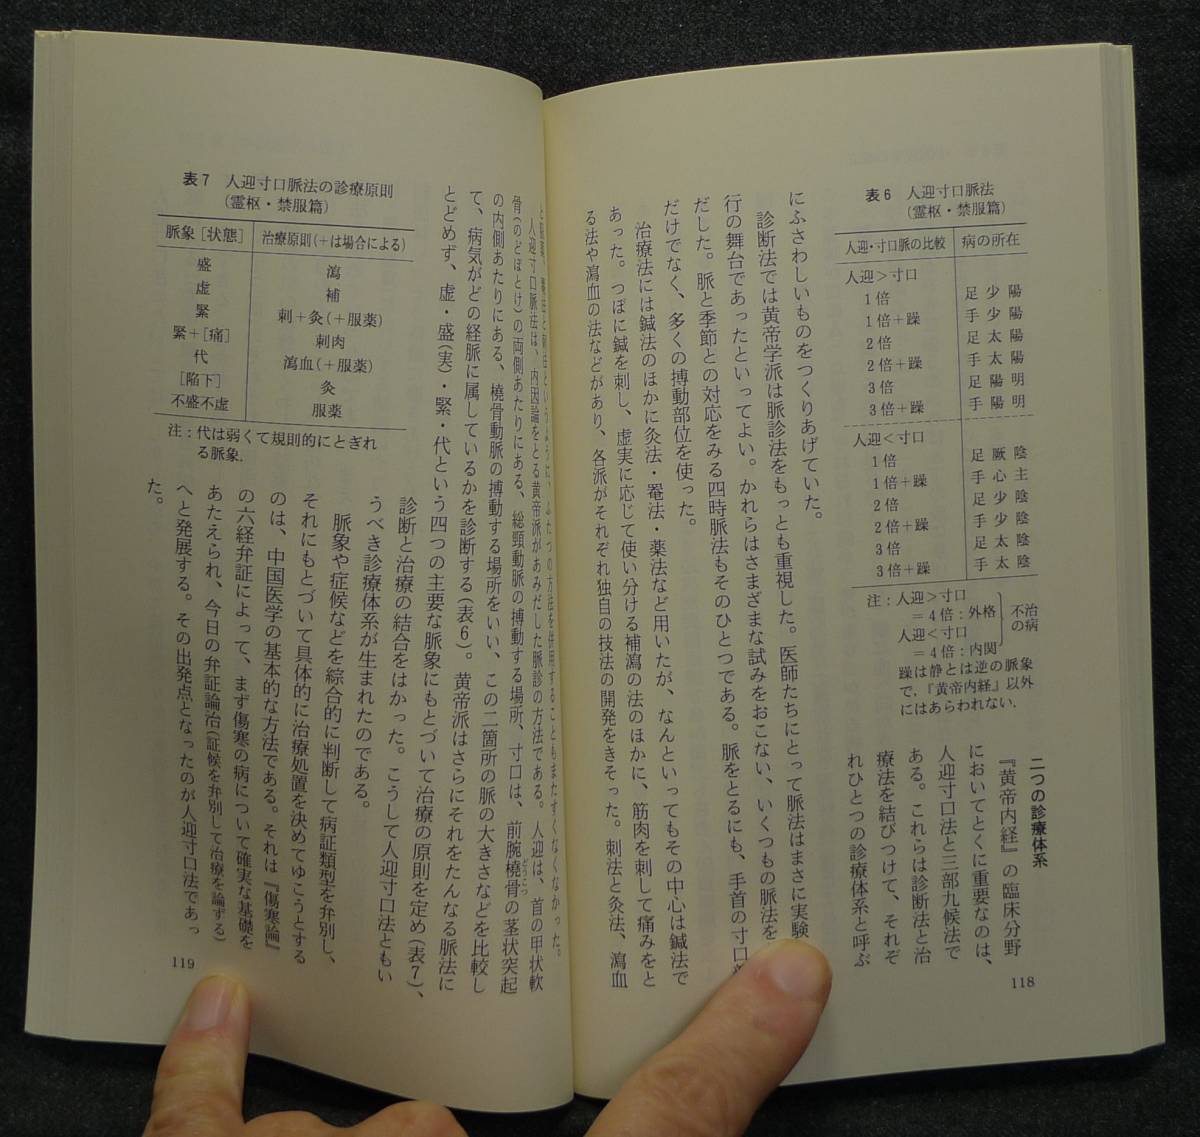 表6 人迎寸口脈法
(霊枢・禁服篇)
人迎・寸口脈の比較 病の所在
人迎＞寸口
1倍 足少陽
1倍＋躁 手少陽
2倍 足太陽
2倍＋躁 手太陽
3倍 足陽明
3倍＋躁 手陽明
人迎＜寸口
1倍 足厥陰
1倍＋躁 手心主
2倍 足少陰
2倍＋躁 手少陰
3倍 足太陰
3倍＋躁 手太陰
注：人迎＞寸口
＝4倍：外格
人迎＜寸口
＝4倍：内関
不治の病
躁は静とは逆の脈象
で，『黄帝内経』以外
にはあらわれない．
二つの診療体系
『黄帝内経』の臨床分野
においてとくに重要なのは、
人迎寸口法と三部九候法で
ある。これらは診断法と治
療法を結びつけて、それぞ
れひとつの診療体系と呼ぶ
にふさわしいものをつくりあげていた。
診断法では黄帝学派は脈診法をもっとも重視した。医師たちにとって脈法はまさに実験
行の舞台であったといってよい。かれらはさまざまな試みをおこない、いくつもの脈法を
だした。脈と季節との対応をみる四時脈法もそのひとつである。脈をとるにも、手首の寸口
だけでなく、多くの搏動部位を使った。
治療法には鍼法のほかに灸法・罨法・薬法など用いたが、なんといってもその中心は鍼法で
あった。つぼに鍼を刺し、虚実に応じて使い分ける補瀉の法のほかに、筋肉を刺して痛みをと
る法や瀉血の法などがあり、各派がそれぞれ独自の技法の開発をきそった。刺法と灸法、瀉血
118
ふたつの方法を併用することもまたすくなくなかった。
人迎寸口脈法は、内因論をとる黄帝派があみだした脈診の方法である。人迎は、首の甲状軟
骨(のどぼとけ)の両側あたりにある、総頸動脈の搏動する場所、寸口は、前腕橈骨の茎状突起
とうこつ
の内側あたりにある、橈骨動脈の搏動する場所をいい、この二箇所の脈の大きさなどを比較し
て、病気がどの経脈に属しているかを診断する(表6)。黄帝派はさらにそれをたんなる脈法に
とどめず、虚・盛(実)・緊・代という四つの主要な脈象にもとづいて治療の原則を定め(表7)、
表7 人迎寸口脈法の診療原則
(霊枢・禁服篇)
脈象［状態］ 治療原則(＋は場合による)
盛 瀉
虚 補
緊 刺＋灸(＋服薬)
緊＋［痛］ 刺肉
代 瀉血(＋服薬)
［陥下］ 灸
不盛不虚 服薬
注：代は弱くて規則的にとぎれ
る脈象．
診断と治療の結合をはかった。こうして人迎寸口法ともい
うべき診療体系が生まれたのである。
脈象や症候などを綜合的に判断して病証類型を弁別し、
それにもとづいて具体的に治療処置を決めてゆこうとする
のは、中国医学の基本的な方法である。それは『傷寒論』
の六経弁証によって、まず傷寒の病について確実な基礎を
あたえられ、今日の弁証論治(証候を弁別して治療を論ずる)
へと発展する。その出発点となったのが人迎寸口法であっ
た。
119